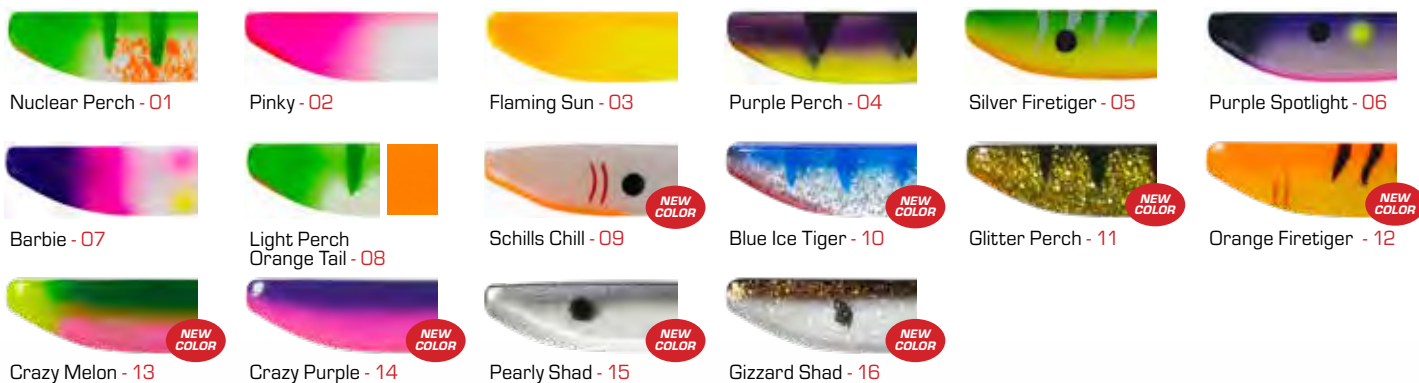 Nuclear Perch - 01
Pinky - 02
Flaming Sun - 03
Purple Perch - 04
Silver Firetiger - 05
Purple Spotlight - 06
Barbie - 07
Light Perch
Orange Tail - 08
NEW
COLOR
Schills Chill - 09
NEW
COLOR
Blue Ice Tiger - 10
NEW
COLOR
Glitter Perch - 11
NEW
COLOR
Orange Firetiger - 12
NEW
COLOR
Crazy Melon - 13
NEW
COLOR
Crazy Purple - 14
NEW
COLOR
Pearly Shad - 15
NEW
COLOR
Gizzard Shad - 16